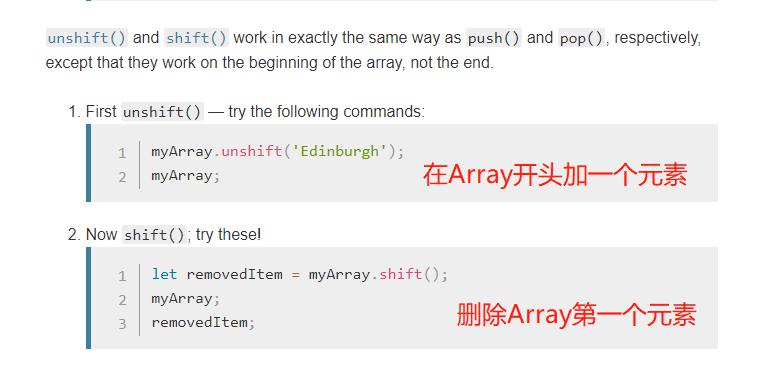 unshift() and shift() work in exactly the same way as push() and pop(), respectively,
except that they work on the beginning of the array, not the end.
1. First unshift() — try the following commands:
1 myArray.unshift('Edinburgh');
2 myArray;
在Array开头加一个元素
2. Now shift(); try these!
1 let removedItem = myArray.shift();
2 myArray;
3 removedItem;
删除Array第一个元素